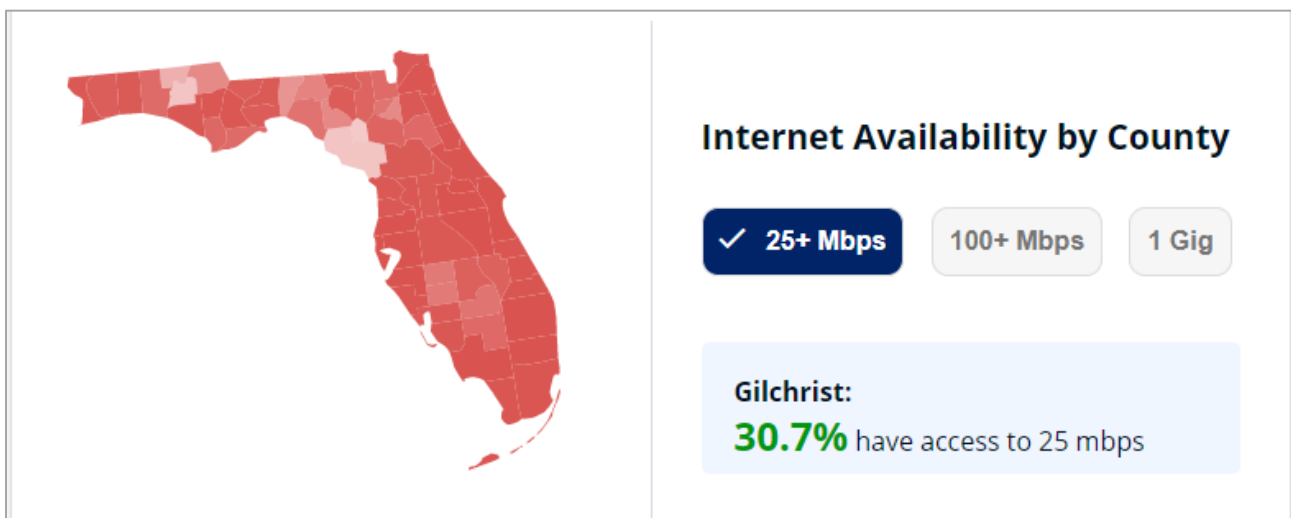 Internet Availability by County
25+ Mbps
100+ Mbps
1 Gig
Gilchrist:
30.7% have access to 25 mbps